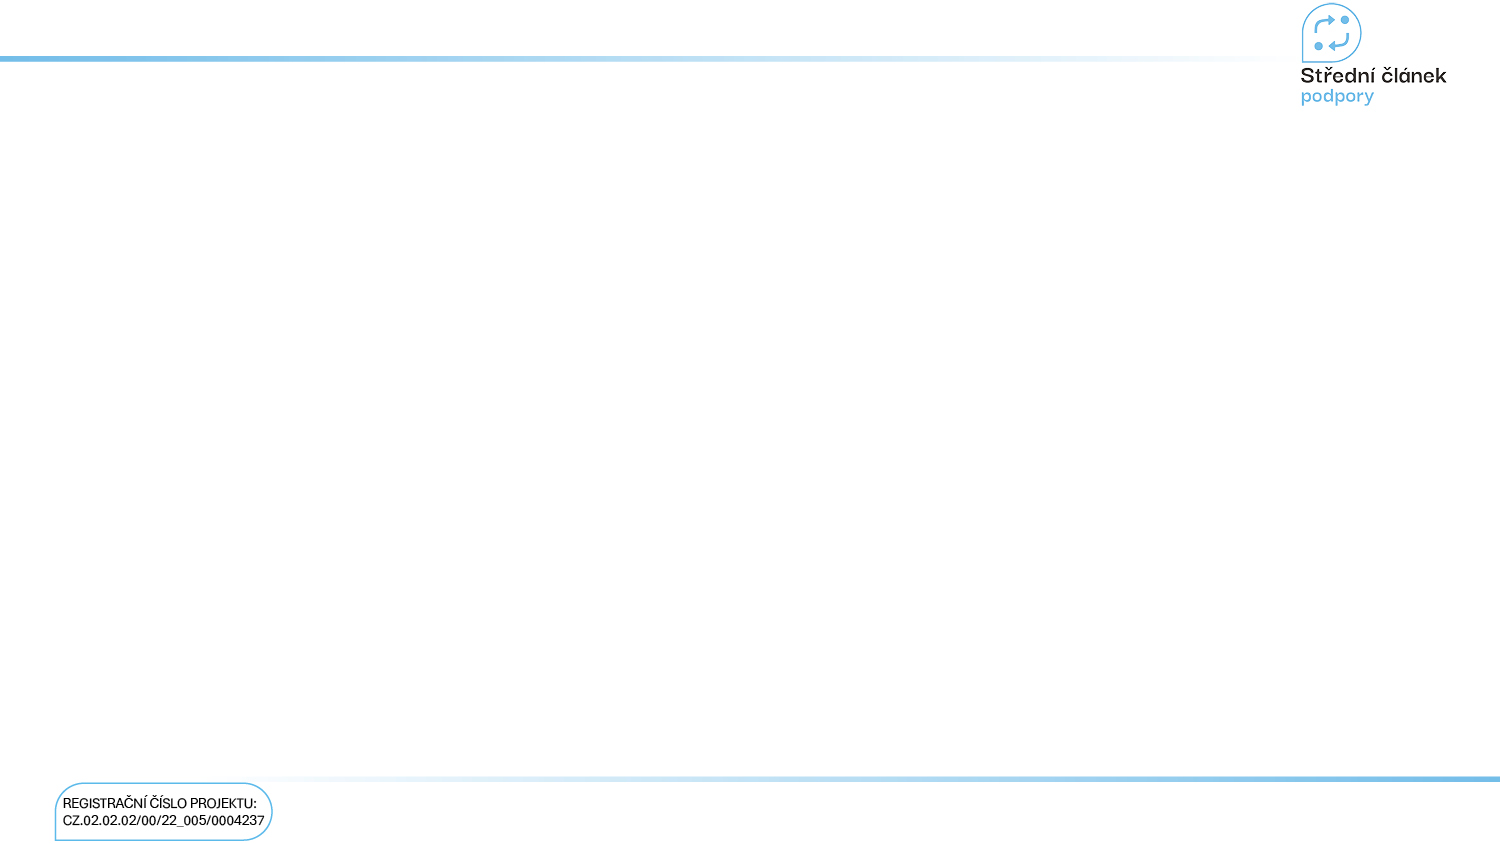 Střední článek
podpory
REGISTRAČNÍ ČÍSLO PROJEKTU:
CZ.02.02.02/00/22_005/0004237